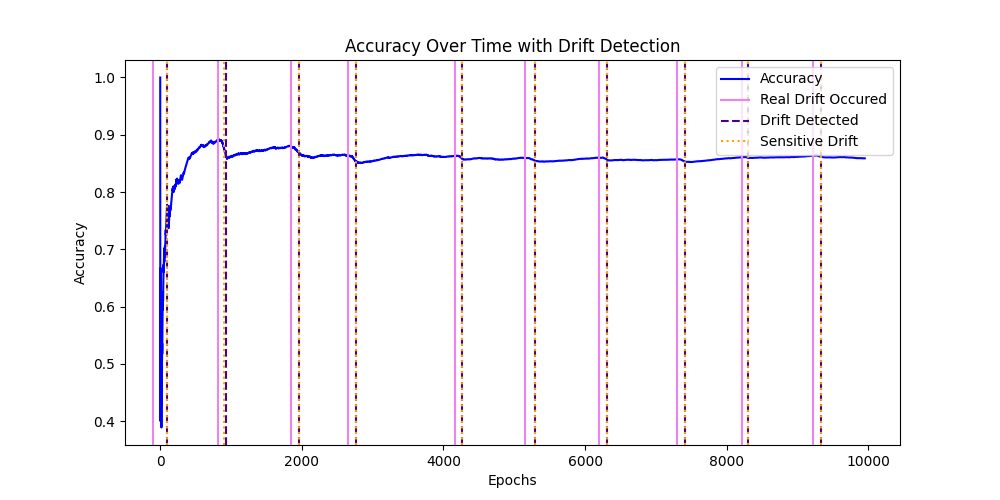 Accuracy Over Time with Drift Detection
1.0
0.9
0.8
0.7
0.6
0.5
0.4
Accuracy
Accuracy
Real Drift Occured
Drift Detected
Sensitive Drift
0
2000
4000
6000
8000
10000
Epochs